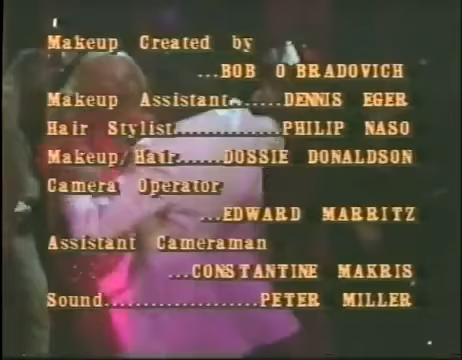 Makeup Created by
...BOB O'BRADOVICH
Makeup Assistant.......DENNIS EGER
Hair Stylist..............PHILIP NASO
Makeup/Hair......DOSSIE DONALDSON
Camera Operator
...EDWARD MARRITZ
Assistant Cameraman
...CONSTANTINE MAKRIS
Sound....................PETER MILLER